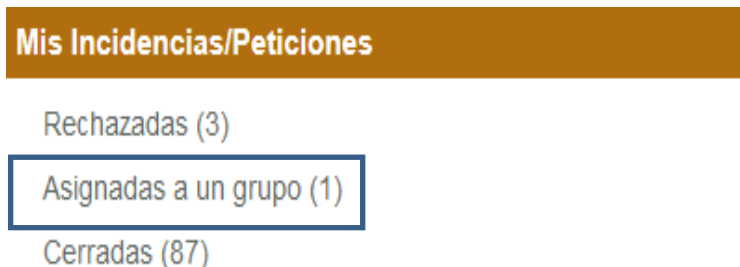 Mis Incidencias/Peticiones
Rechazadas (3)
Asignadas a un grupo (1)
Cerradas (87)